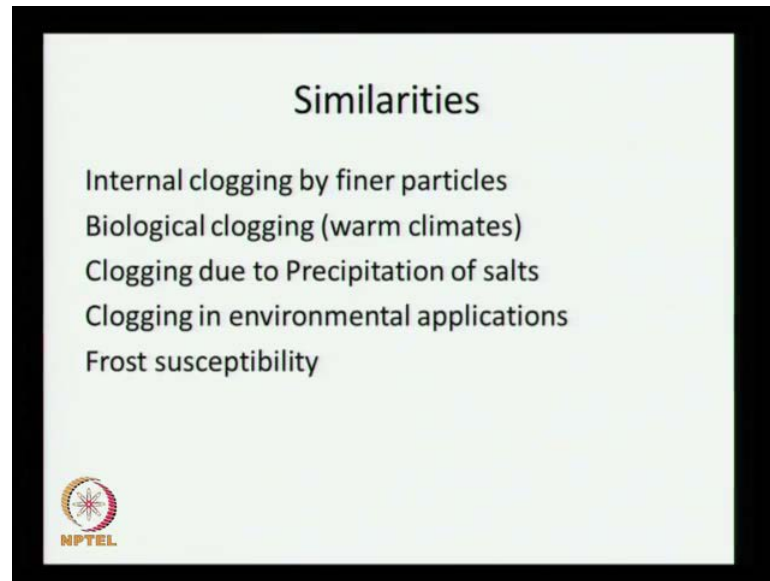 Similarities
Internal clogging by finer particles
Biological clogging (warm climates)
Clogging due to Precipitation of salts
Clogging in environmental applications
Frost susceptibility
NPTEL